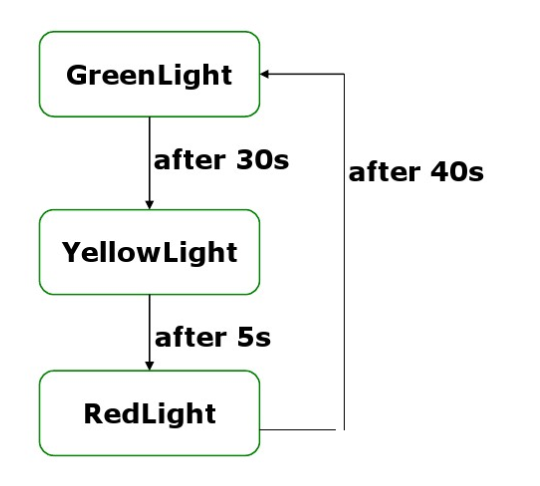 GreenLight
after 30s
after 40s
YellowLight
after 5s
RedLight